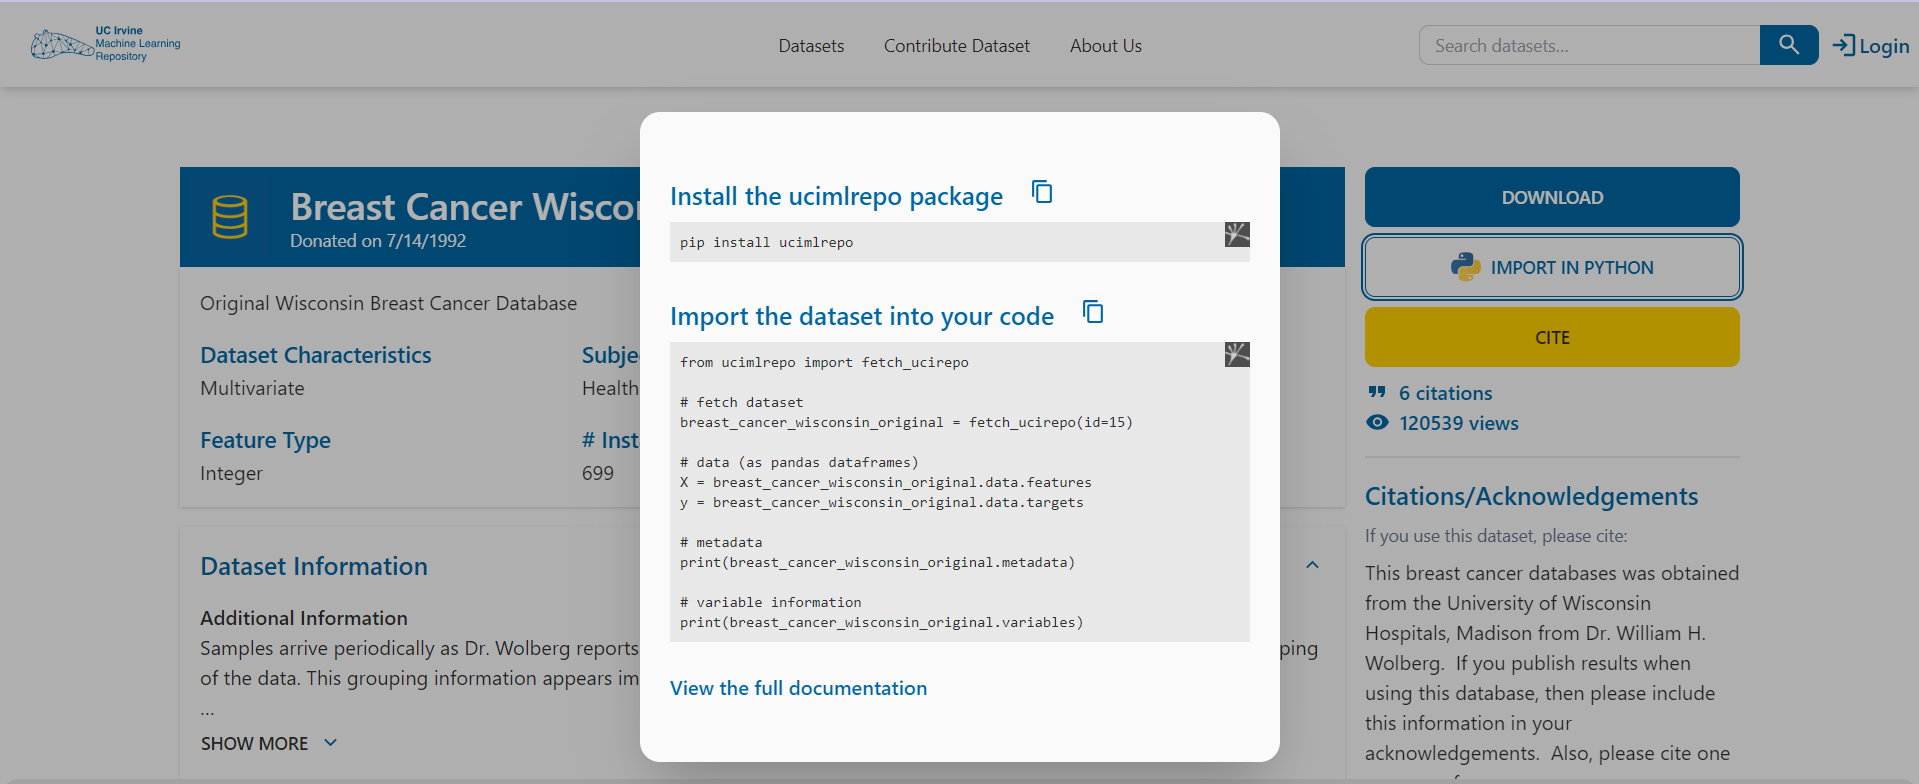 UC Irvine
Machine Learning
Repository
Datasets
Contribute Dataset
About Us
Search datasets...
Login
Breast Cancer
Donated on 7/14/1992
Original Wisconsin Breast Cancer Database
Dataset Characteristics
Multivariate
Health
Feature Type
Integer
699
Dataset Information
Additional Information
Samples arrive periodically as Dr. Wolberg reports
of the data. This grouping information appears
...
SHOW MORE
Install the ucimlrepo package
pip install ucimlrepo
Import the dataset into your code
from ucimlrepo import fetch_ucirepo
# fetch dataset
breast_cancer_wisconsin_original = fetch_ucirepo(id=15)
# data (as pandas dataframes)
X = breast_cancer_wisconsin_original.data.features
y = breast_cancer_wisconsin_original.data.targets
# metadata
print(breast_cancer_wisconsin_original.metadata)
# variable information
print(breast_cancer_wisconsin_original.variables)
View the full documentation
DOWNLOAD
IMPORT IN PYTHON
CITE
6 citations
120539 views
Citations/Acknowledgements
If you use this dataset, please cite:
This breast cancer databases was obtained
from the University of Wisconsin
Hospitals, Madison from Dr. William H.
Wolberg.  If you publish results when
using this database, then please include
this information in your
acknowledgements.  Also, please cite one